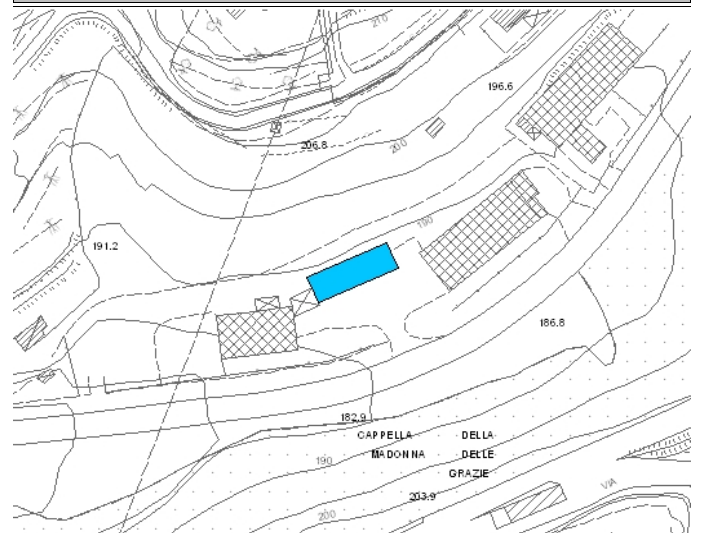 210
196.6
206.8
200
190
191.2
186.8
182.9
CAPPELLA DELLA
MADONNA DELLE
GRAZIE
190
203.9
VIA
200